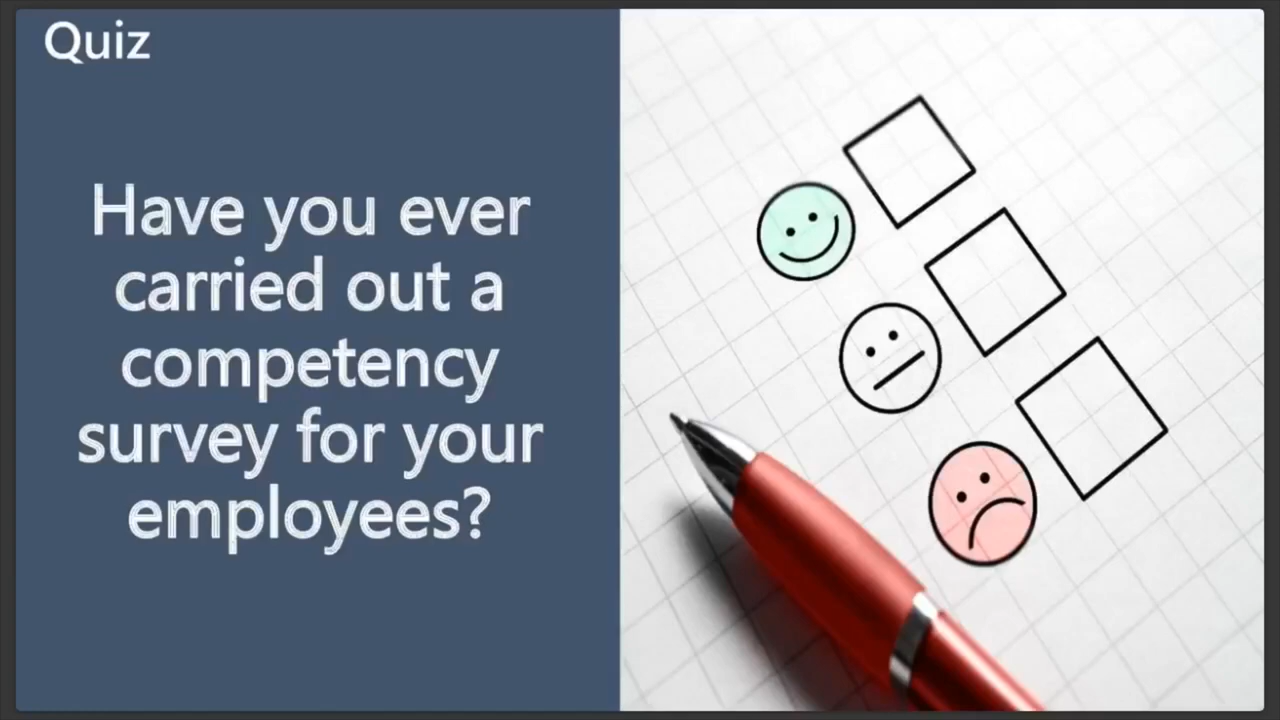 Quiz
Have you ever
carried out a
competency
survey for your
employees?